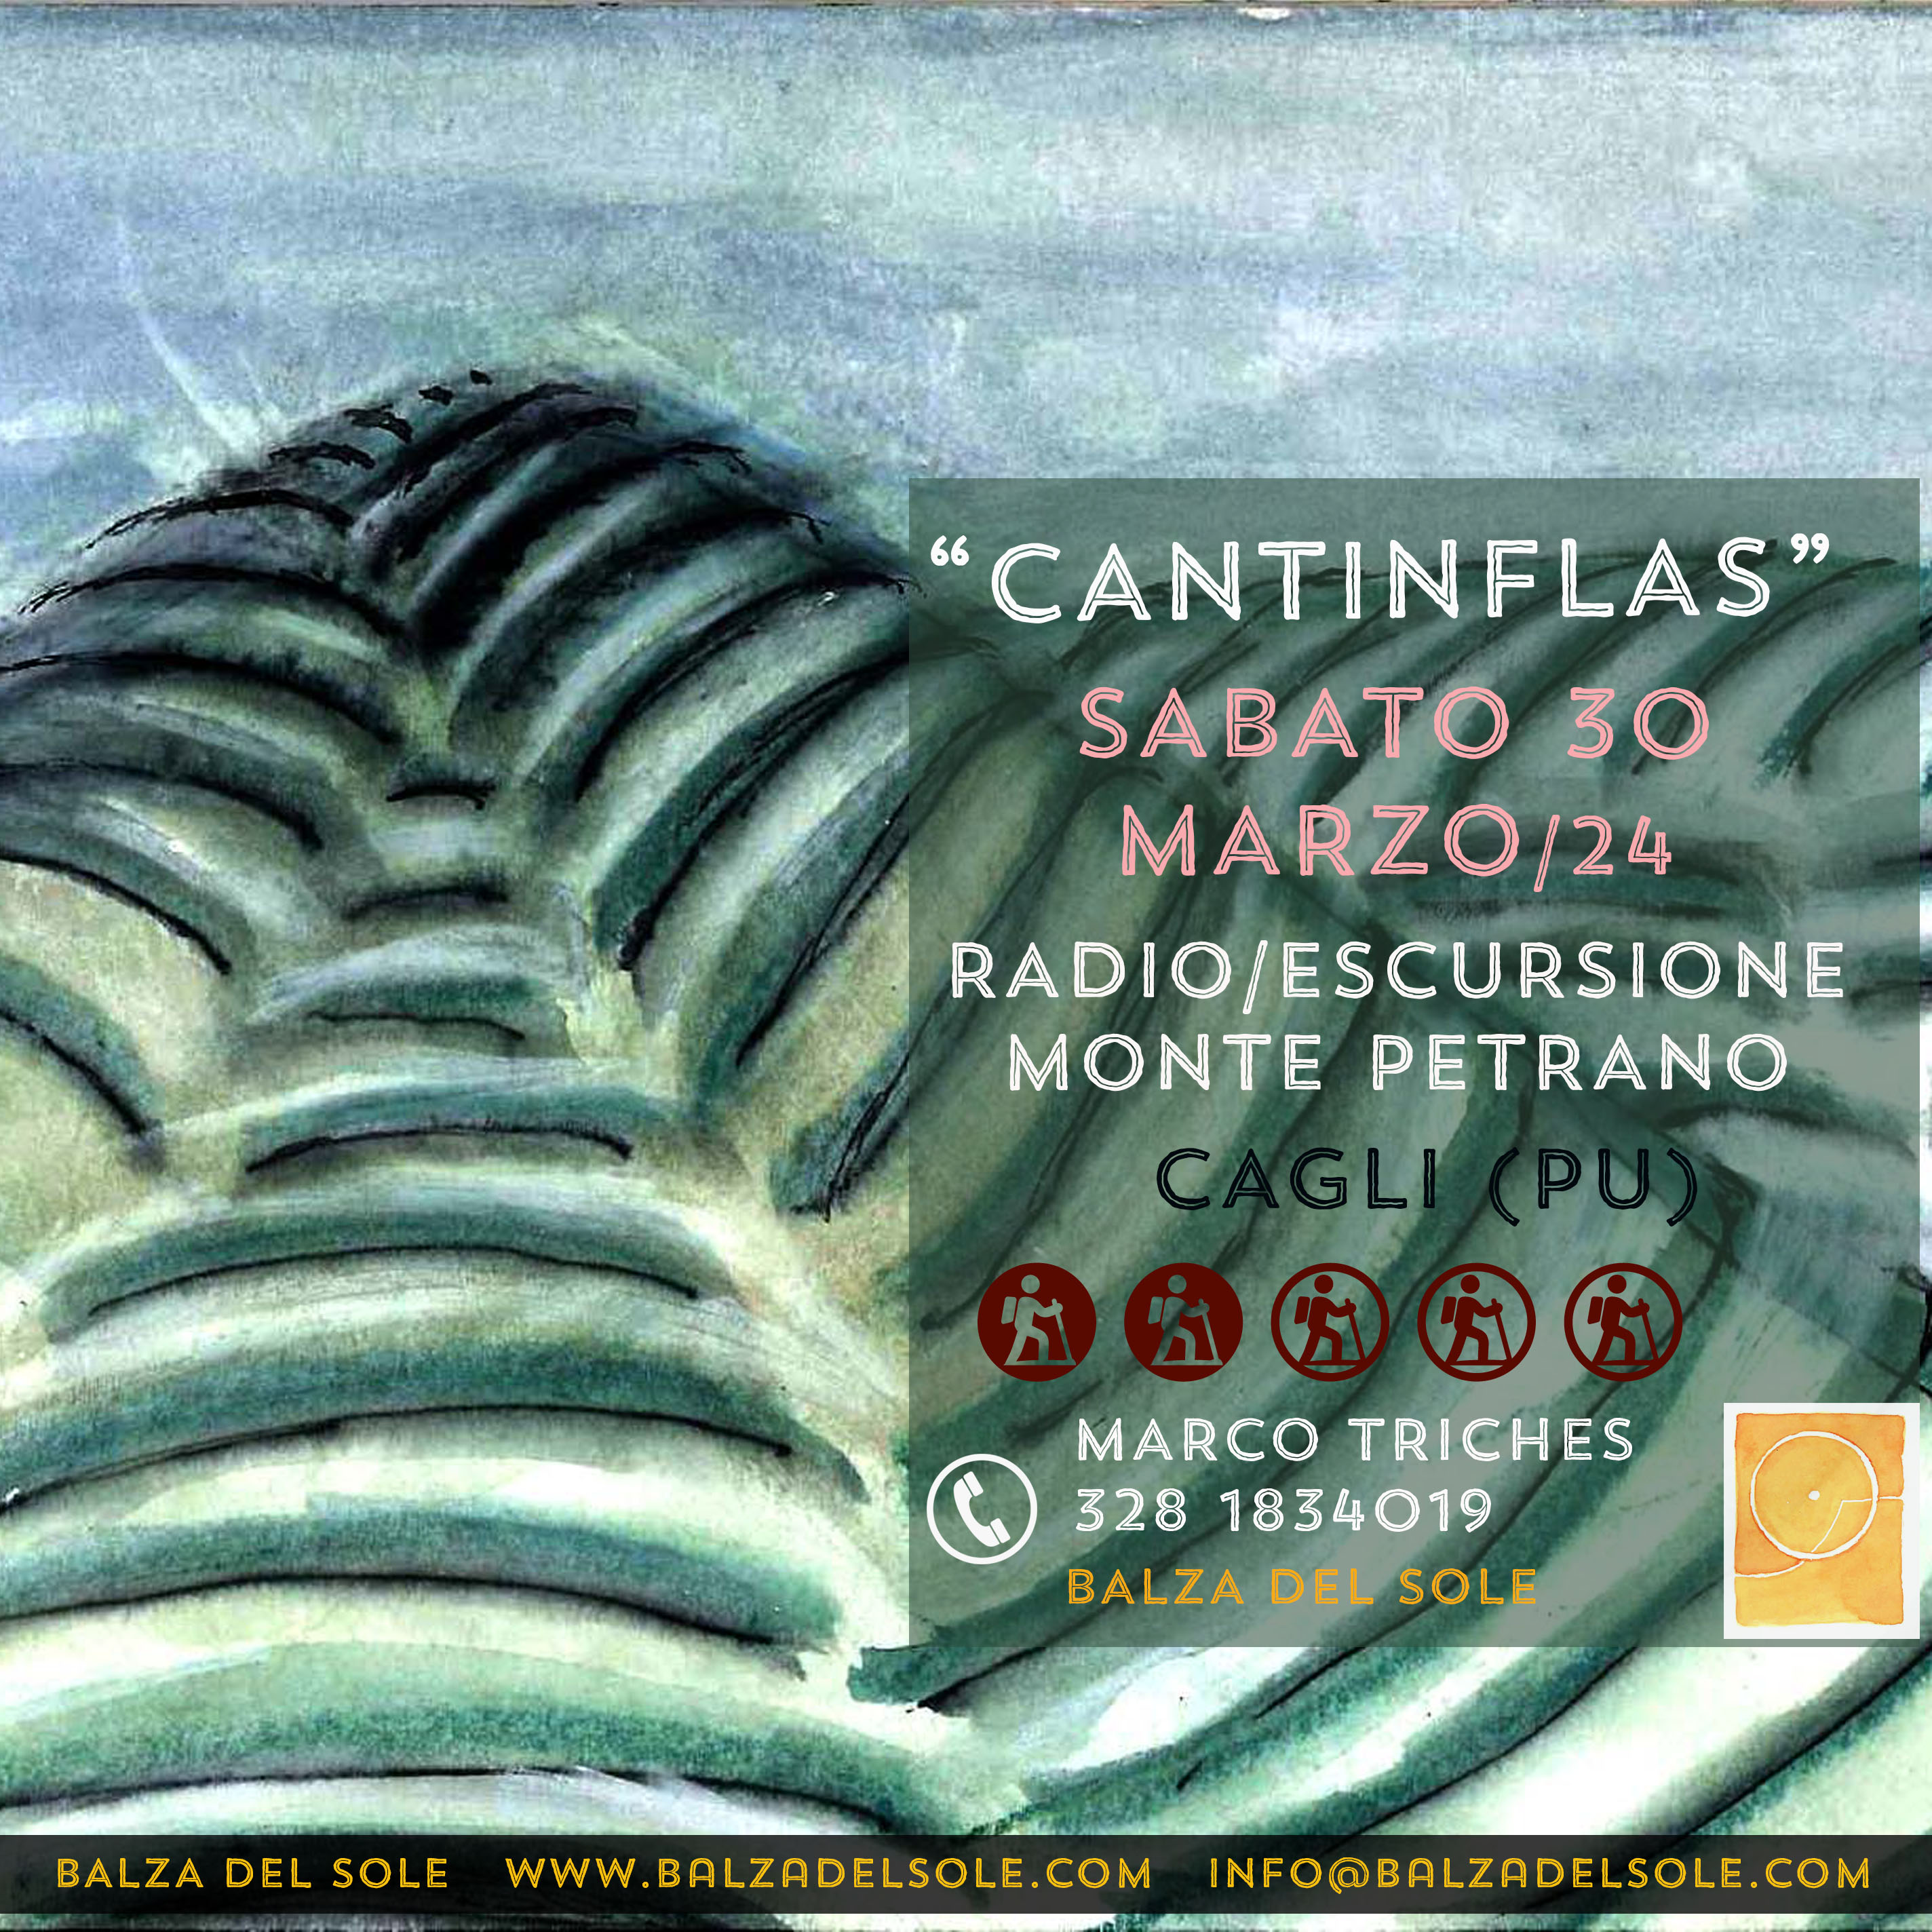 “CANTINFLAS”
SABATO 30
MARZO/24
RADIO/ESCURSIONE
MONTE PETRANO
CAGLI (PU)
MARCO TRICHES
328 1834019
BALZA DEL SOLE
BALZA DEL SOLE WWW.BALZADELSOLE.COM INFO@BALZADELSOLE.COM